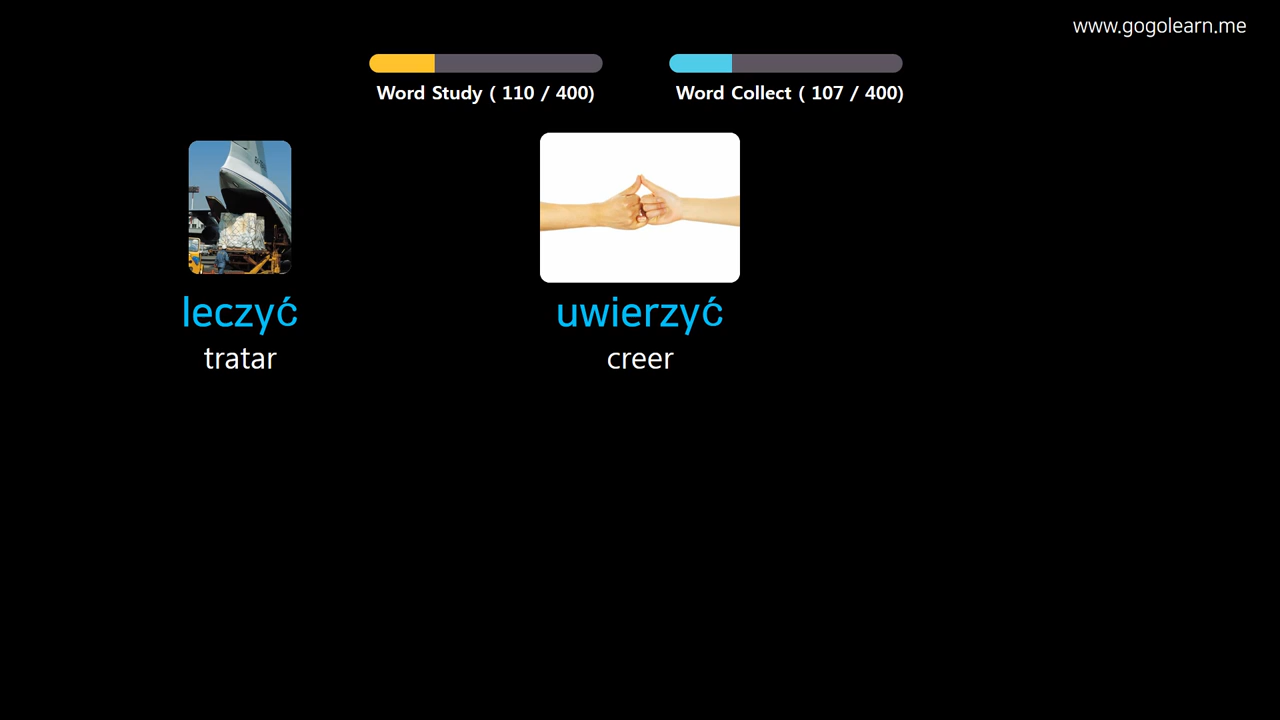 www.gogolearn.me
Word Study ( 110 / 400)
Word Collect ( 107 / 400)
leczyć
tratar
uwierzyć
creer